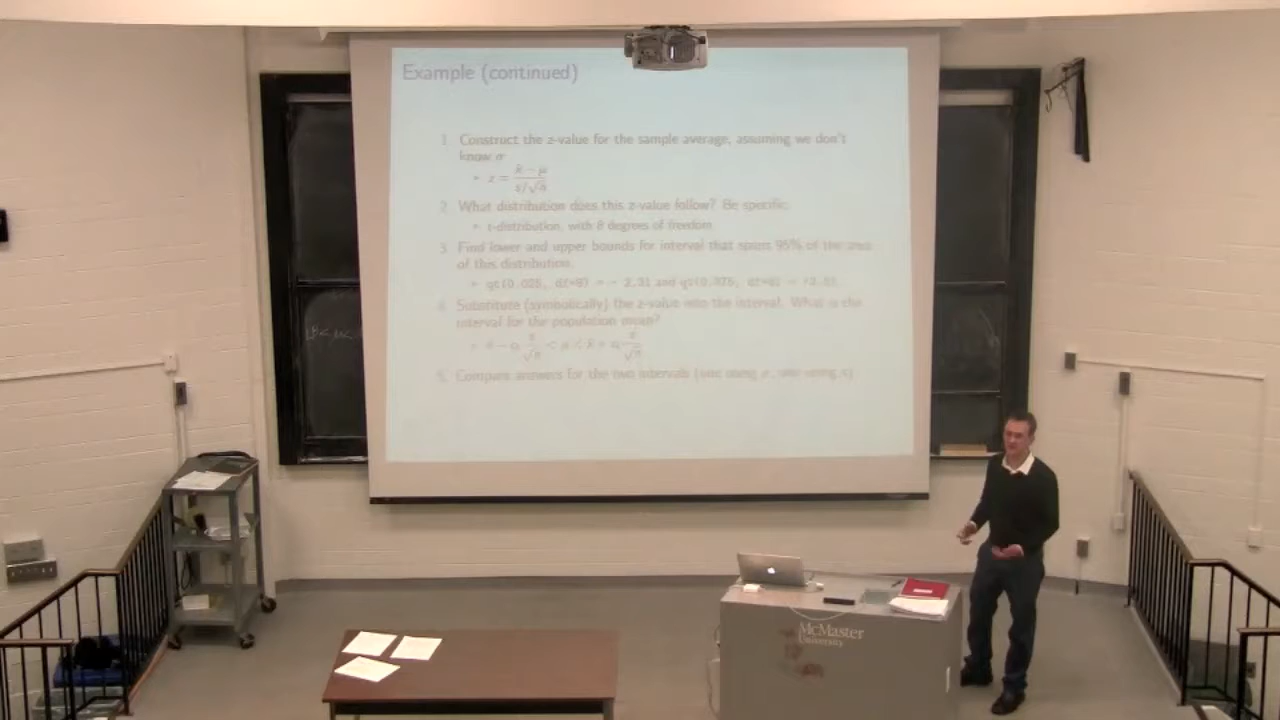 Example (continued)
1. Construct the z-value for the sample average, assuming we don't
know σ
• z = x̄ − μ / s/√n
2. What distribution does this z-value follow? Be specific.
• t-distribution, with 8 degrees of freedom
3. Find lower and upper bounds for interval that spans 95% of the area
of this distribution.
• qt(0.025, df=8) = − 2.31 and qt(0.975, df=8) = +2.31
4. Substitute (symbolically) the z-value into the interval. What is the
interval for the population mean?
5. Compare answers for the two intervals (one using σ, one using s)
McMaster
University